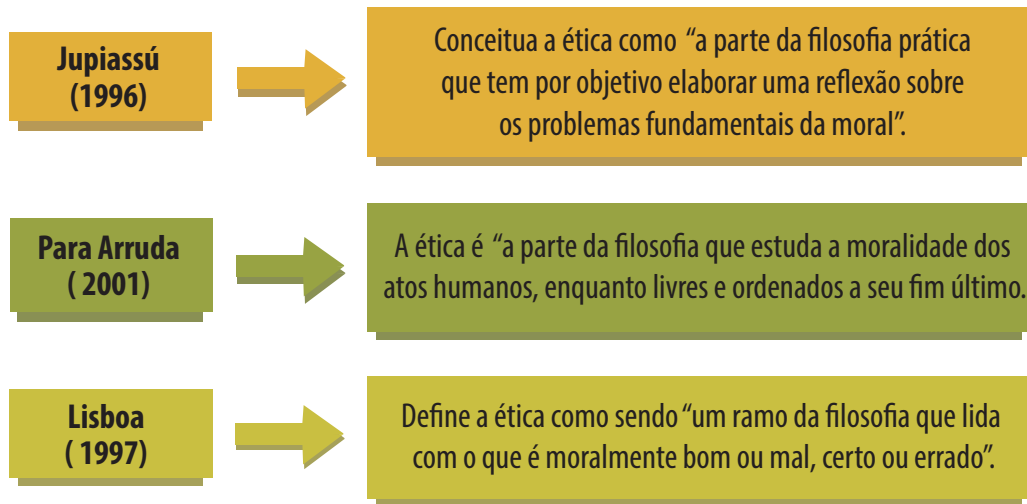 Jupiassú
(1996)
Conceitua a ética como “a parte da filosofia prática
que tem por objetivo elaborar uma reflexão sobre
os problemas fundamentais da moral”.
Para Arruda
( 2001)
A ética é “a parte da filosofia que estuda a moralidade dos
atos humanos, enquanto livres e ordenados a seu fim último.
Lisboa
( 1997)
Define a ética como sendo “um ramo da filosofia que lida
com o que é moralmente bom ou mal, certo ou errado”.